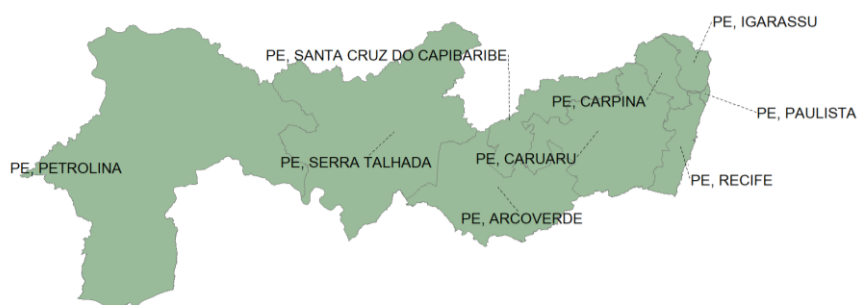 PE, IGARASSU
PE, SANTA CRUZ DO CAPIBARIBE
PE, CARPINA
PE, PAULISTA
PE, PETROLINA
PE, SERRA TALHADA
PE, CARUARU
PE, RECIFE
PE, ARCOVERDE